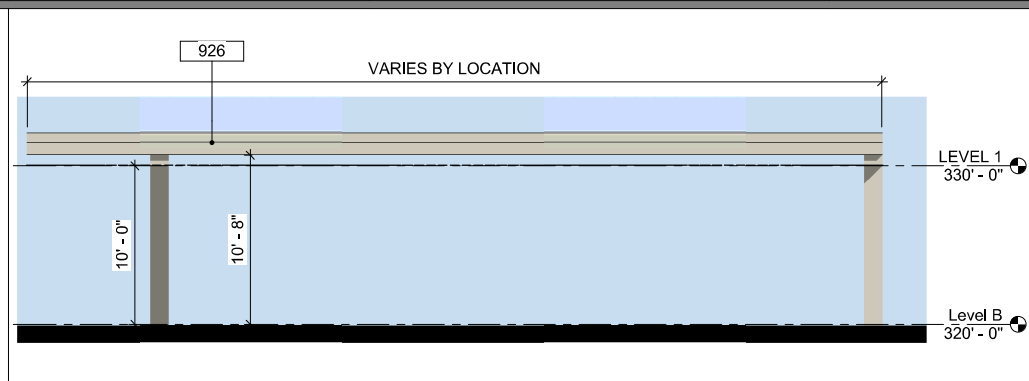 926
VARIES BY LOCATION
LEVEL 1
330' - 0"
10' - 0"
10' - 8"
Level B
320' - 0"